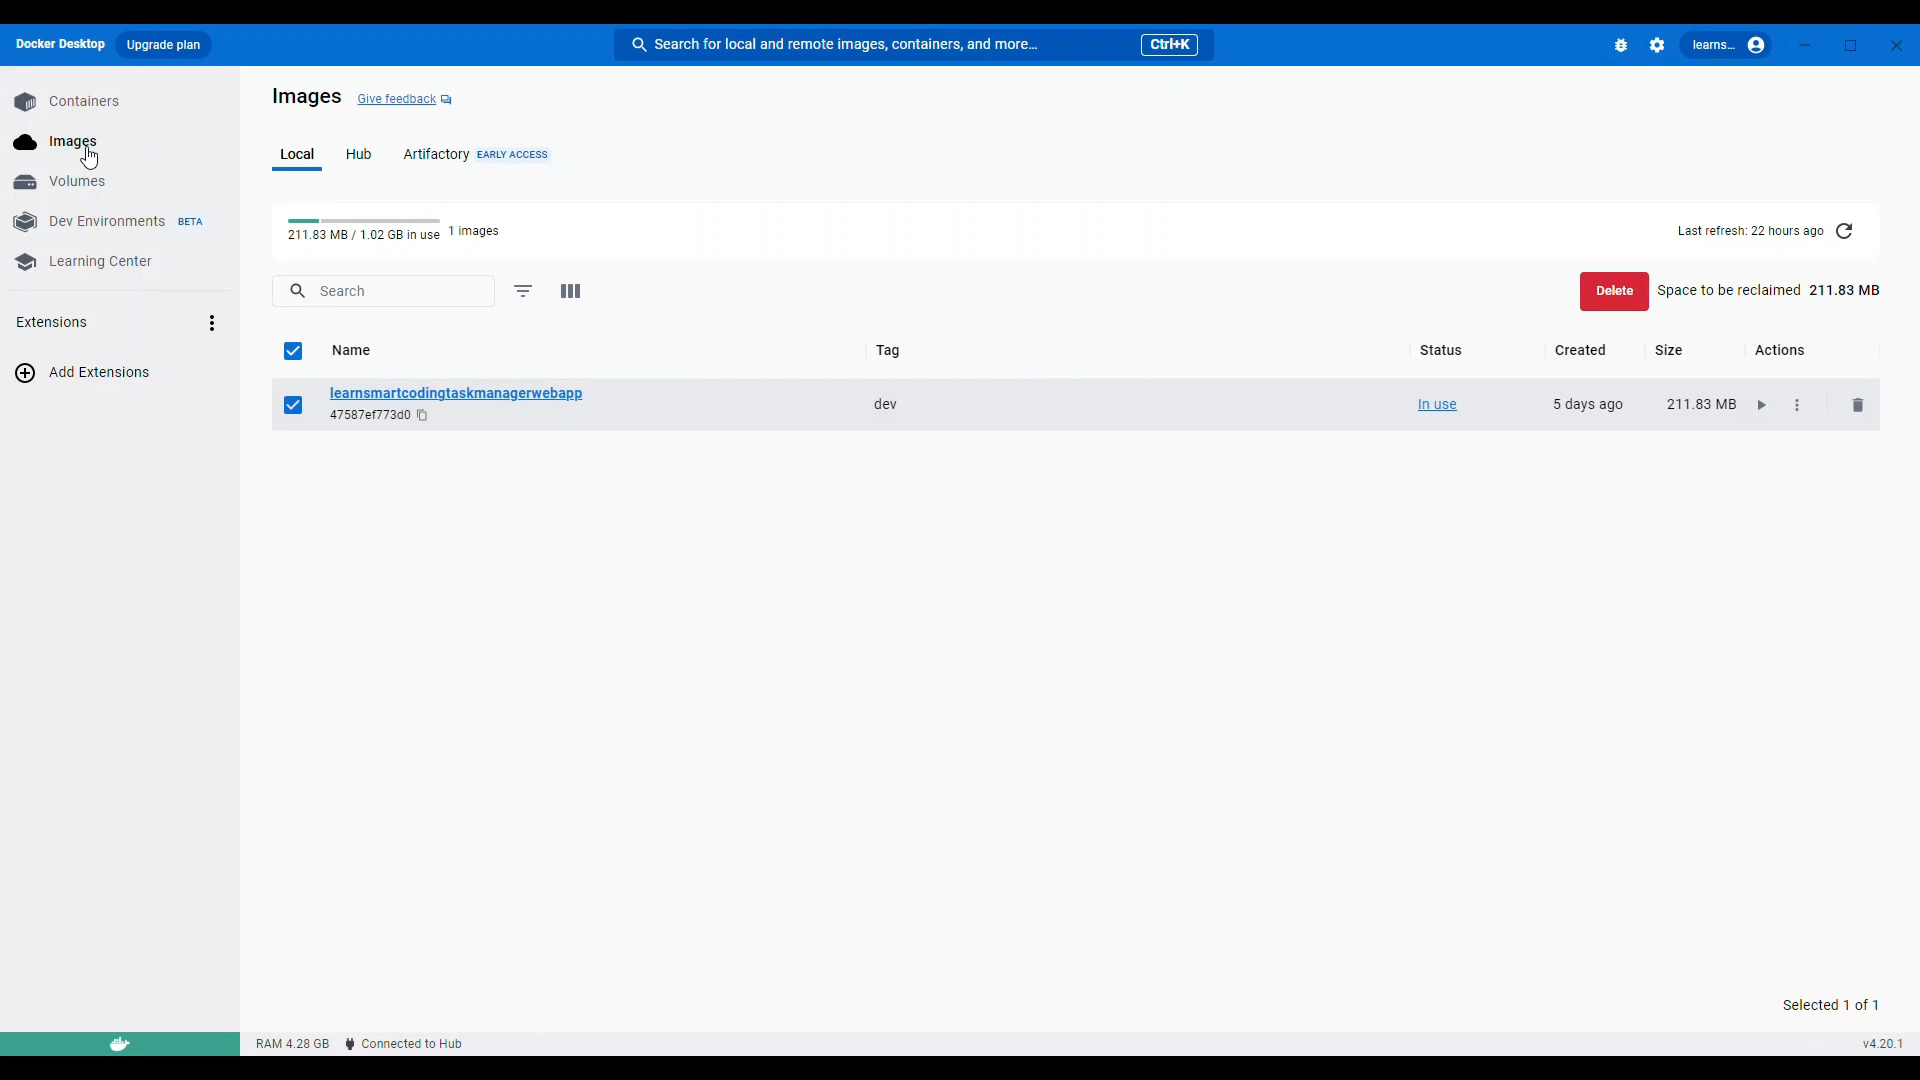 Docker Desktop Upgrade plan Search for local and remote images, containers, and more... Ctrl+K learns...
Containers
Images
Volumes
Dev Environments BETA
Learning Center
Extensions
Add Extensions
Images Give feedback
Local Hub Artifactory EARLY ACCESS
211.83 MB / 1.02 GB in use 1 images Last refresh: 22 hours ago
Search Delete Space to be reclaimed 211.83 MB
Name Tag Status Created Size Actions
learnsmartcodingtaskmanagerwebapp dev In use 5 days ago 211.83 MB
47587ef773d0
Selected 1 of 1
RAM 4.28 GB Connected to Hub v4.20.1